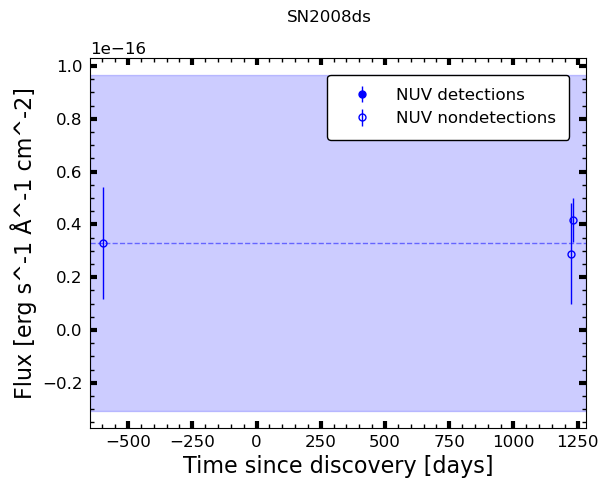 SN2008ds
1e−16
1.0
0.8
0.6
0.4
0.2
0.0
−0.2
Flux [erg s^-1 Å^-1 cm^-2]
NUV detections
NUV nondetections
−500 −250 0 250 500 750 1000 1250
Time since discovery [days]